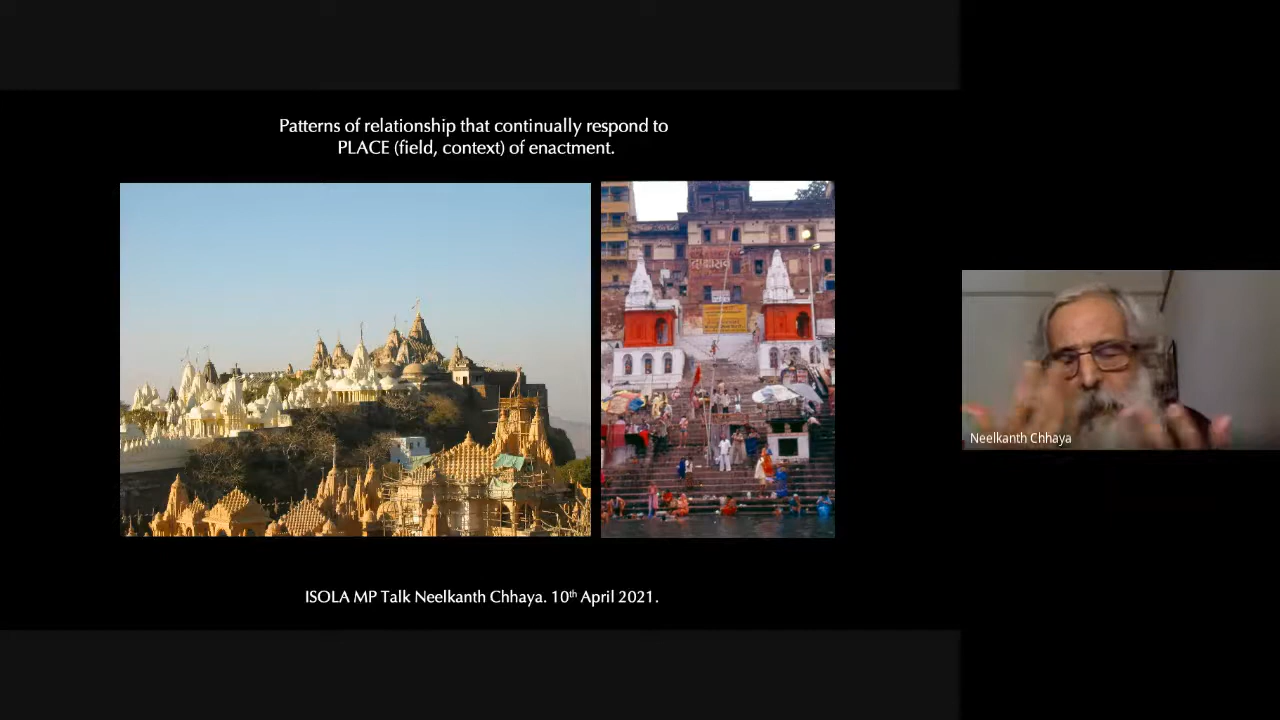 Patterns of relationship that continually respond to
PLACE (field, context) of enactment.
ISOLA MP Talk Neelkanth Chhaya. 10th April 2021.
Neelkanth Chhaya